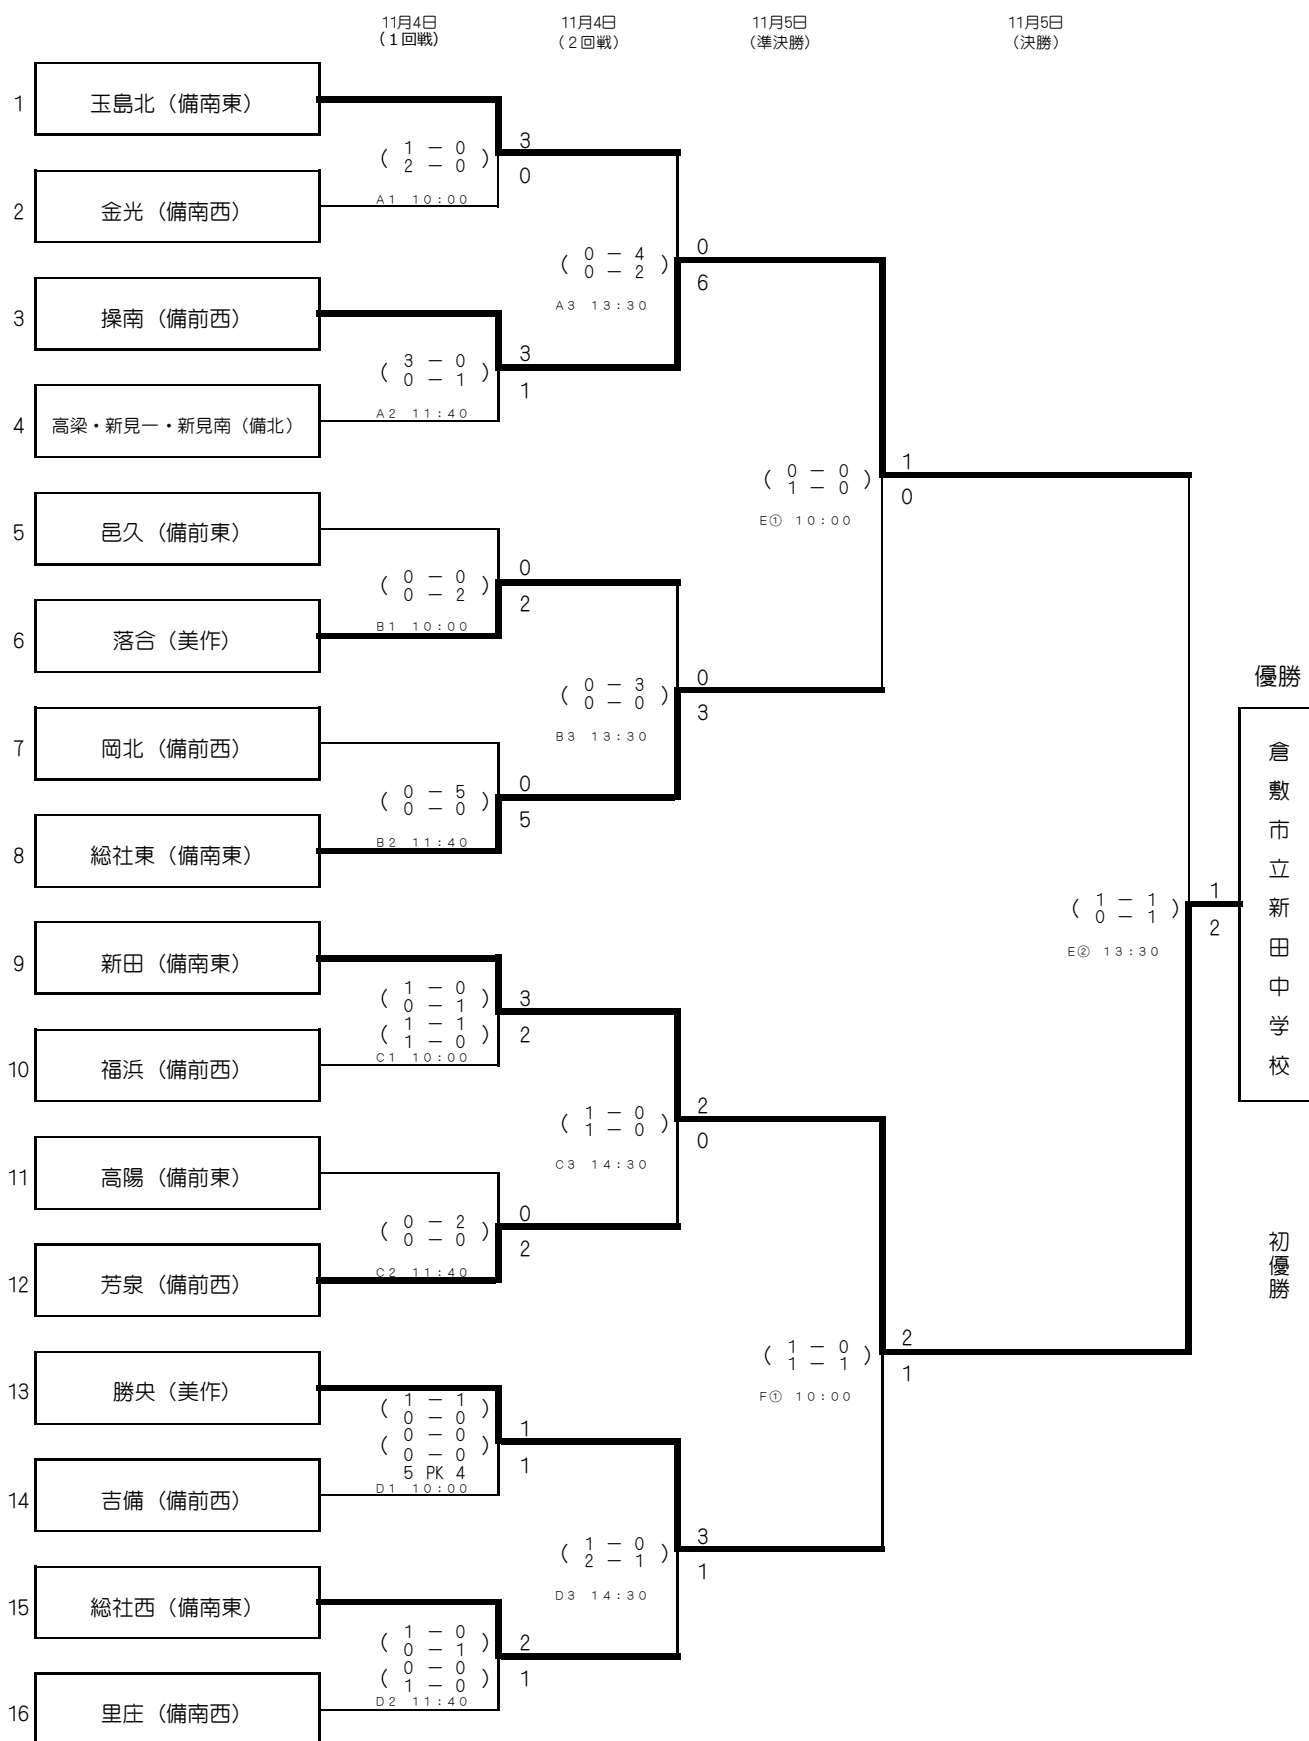 11月4日 11月4日 11月5日 11月5日
(1回戦) (2回戦) (準決勝) (決勝)
1 玉島北（備南東）
( 1 － 0 3
2 － 0 ) 0
A1 10:00
2 金光（備南西）
( 0 － 4 0
0 － 2 ) 6
A3 13:30
3 操南（備前西）
( 3 － 0 3
0 － 1 ) 1
A2 11:40
4 高梁・新見一・新見南（備北）
( 0 － 0 1
1 － 0 ) 0
E① 10:00
5 邑久（備前東）
( 0 － 0 0
0 － 2 ) 2
B1 10:00
6 落合（美作）
( 0 － 3 0
0 － 0 ) 3
B3 13:30
7 岡北（備前西）
( 0 － 5 0
0 － 0 ) 5
B2 11:40
8 総社東（備南東）
優勝
倉敷市立新田中学校
初優勝
( 1 － 1 1
0 － 1 ) 2
E② 13:30
9 新田（備南東）
( 1 － 0 3
0 － 1 )
( 1 － 1 2
1 － 0 )
C1 10:00
10 福浜（備前西）
( 1 － 0 2
1 － 0 ) 0
C3 14:30
11 高陽（備前東）
( 0 － 2 0
0 － 0 ) 2
C2 11:40
12 芳泉（備前西）
( 1 － 0 2
1 － 1 ) 1
F① 10:00
13 勝央（美作）
( 1 － 1
0 － 0 ) 1
( 0 － 0
0 － 0 ) 1
5 PK 4
D1 10:00
14 吉備（備前西）
( 1 － 0 3
2 － 1 ) 1
D3 14:30
15 総社西（備南東）
( 1 － 0 2
0 － 1 )
( 0 － 0 1
1 － 0 )
D2 11:40
16 里庄（備南西）